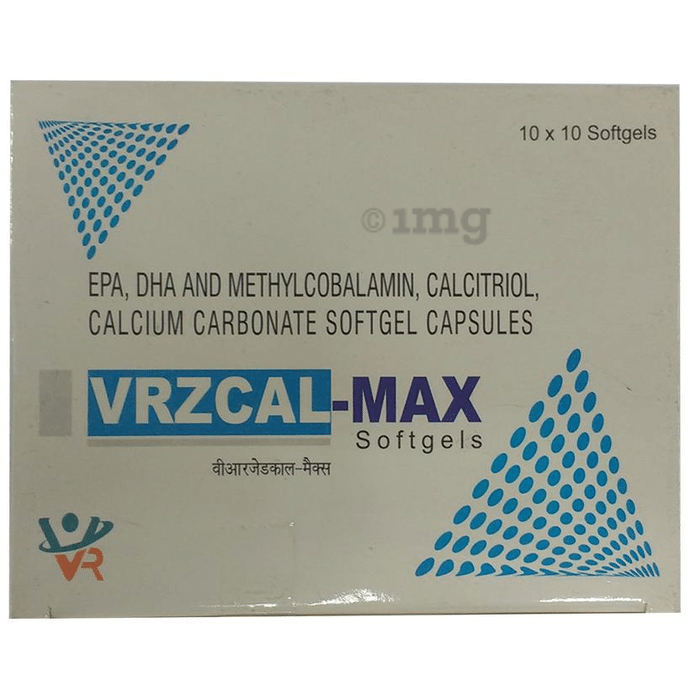 10 x 10 Softgels
©1mg
EPA, DHA AND METHYLCOBALAMIN, CALCITRIOL,
CALCIUM CARBONATE SOFTGEL CAPSULES
VRZCAL-MAX
Softgels
वीआरजेडकाल-मैक्स
VR